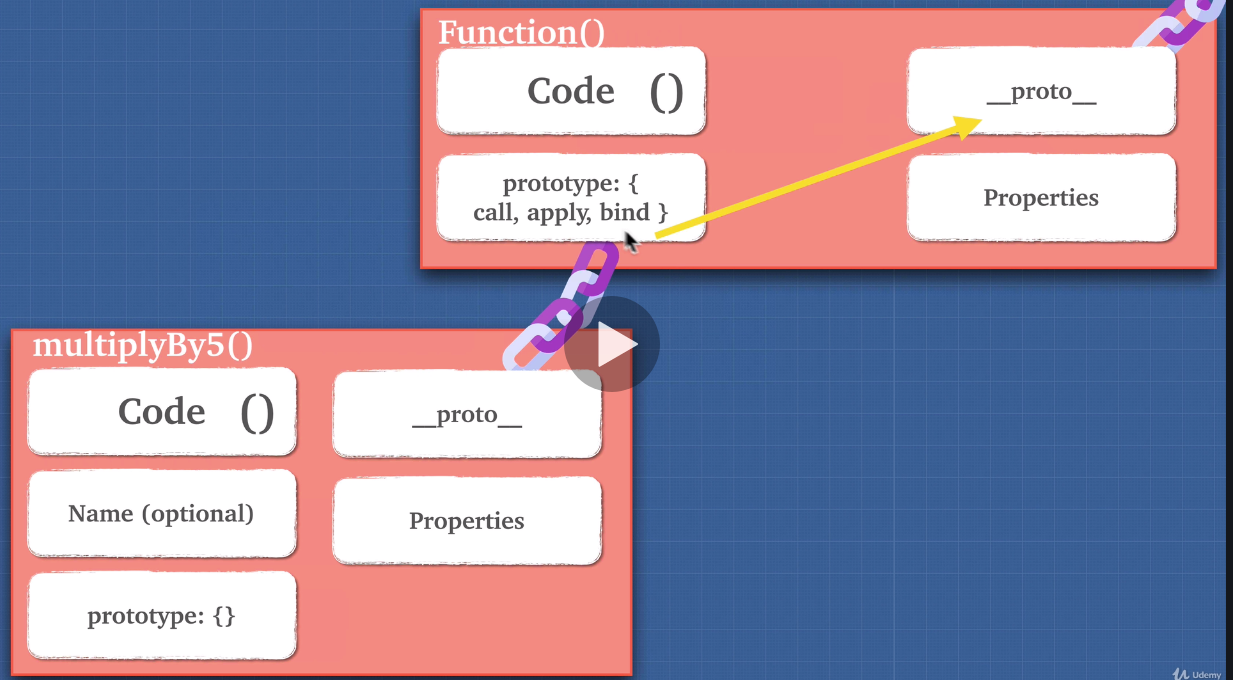 Function()
Code ()
__proto__
prototype: {
call, apply, bind }
Properties
multiplyBy5()
Code ()
__proto__
Name (optional)
Properties
prototype: {}
Udemy